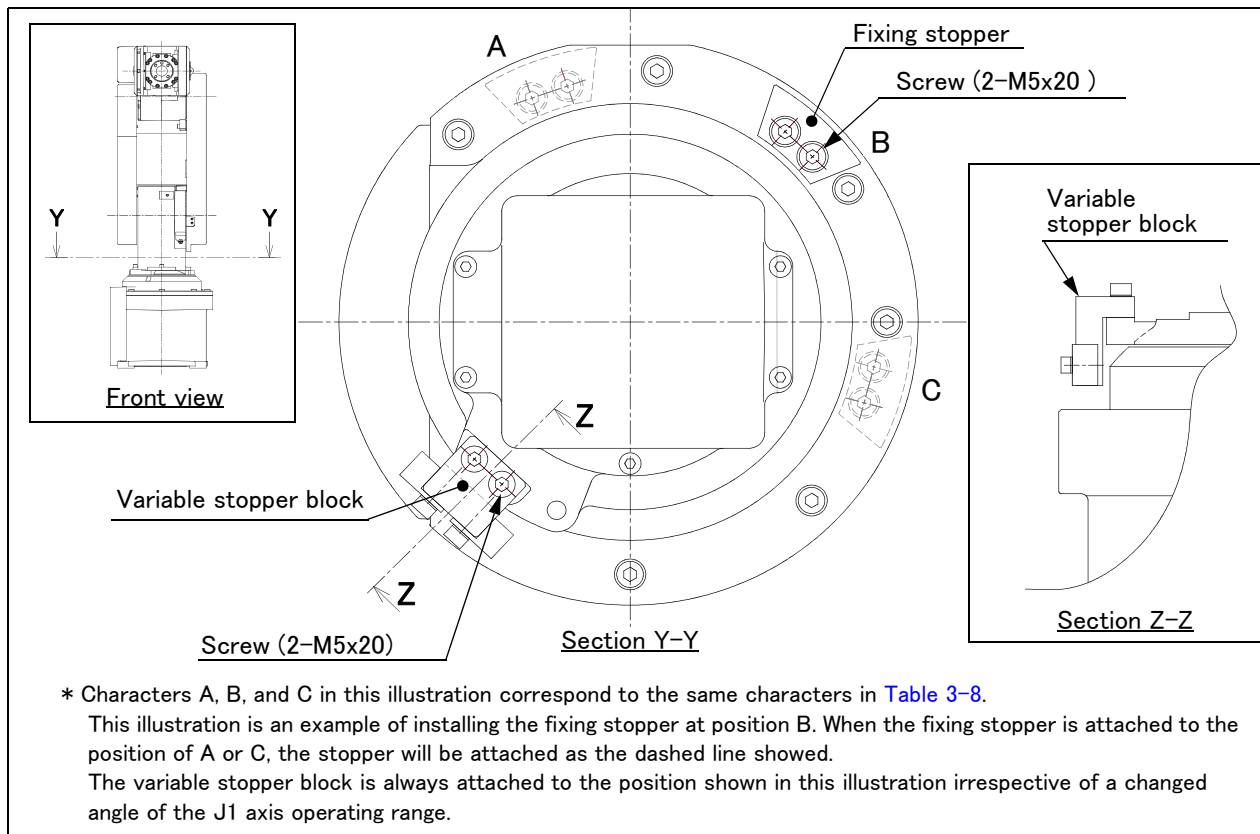 A
Fixing stopper
Screw (2-M5x20 )
B
Y
Y
Front view
Variable
stopper block
C
Z
Variable stopper block
Z
Screw (2-M5x20)
Section Y-Y
Section Z-Z
* Characters A, B, and C in this illustration correspond to the same characters in Table 3-8.
This illustration is an example of installing the fixing stopper at position B. When the fixing stopper is attached to the
position of A or C, the stopper will be attached as the dashed line showed.
The variable stopper block is always attached to the position shown in this illustration irrespective of a changed
angle of the J1 axis operating range.